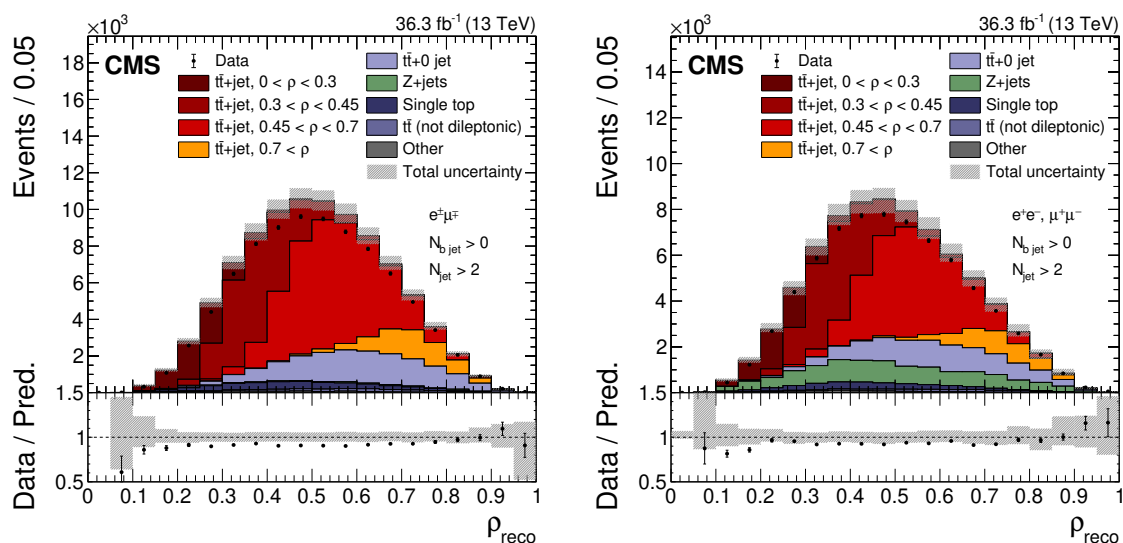 ×10³
36.3 fb⁻¹ (13 TeV)
CMS
Data
tt̄+jet, 0 < ρ < 0.3
tt̄+jet, 0.3 < ρ < 0.45
tt̄+jet, 0.45 < ρ < 0.7
tt̄+jet, 0.7 < ρ
tt̄+0 jet
Z+jets
Single top
tt̄ (not dileptonic)
Other
Total uncertainty
e±μ∓
N_b jet > 0
N_jet > 2
Events / 0.05
18
16
14
12
10
8
6
4
2
Data / Pred.
1.5
1
0.5
0 0.1 0.2 0.3 0.4 0.5 0.6 0.7 0.8 0.9 1
ρ_reco
×10³
36.3 fb⁻¹ (13 TeV)
CMS
Data
tt̄+jet, 0 < ρ < 0.3
tt̄+jet, 0.3 < ρ < 0.45
tt̄+jet, 0.45 < ρ < 0.7
tt̄+jet, 0.7 < ρ
tt̄+0 jet
Z+jets
Single top
tt̄ (not dileptonic)
Other
Total uncertainty
e⁺e⁻, μ⁺μ⁻
N_b jet > 0
N_jet > 2
Events / 0.05
14
12
10
8
6
4
2
Data / Pred.
1.5
1
0.5
0 0.1 0.2 0.3 0.4 0.5 0.6 0.7 0.8 0.9 1
ρ_reco